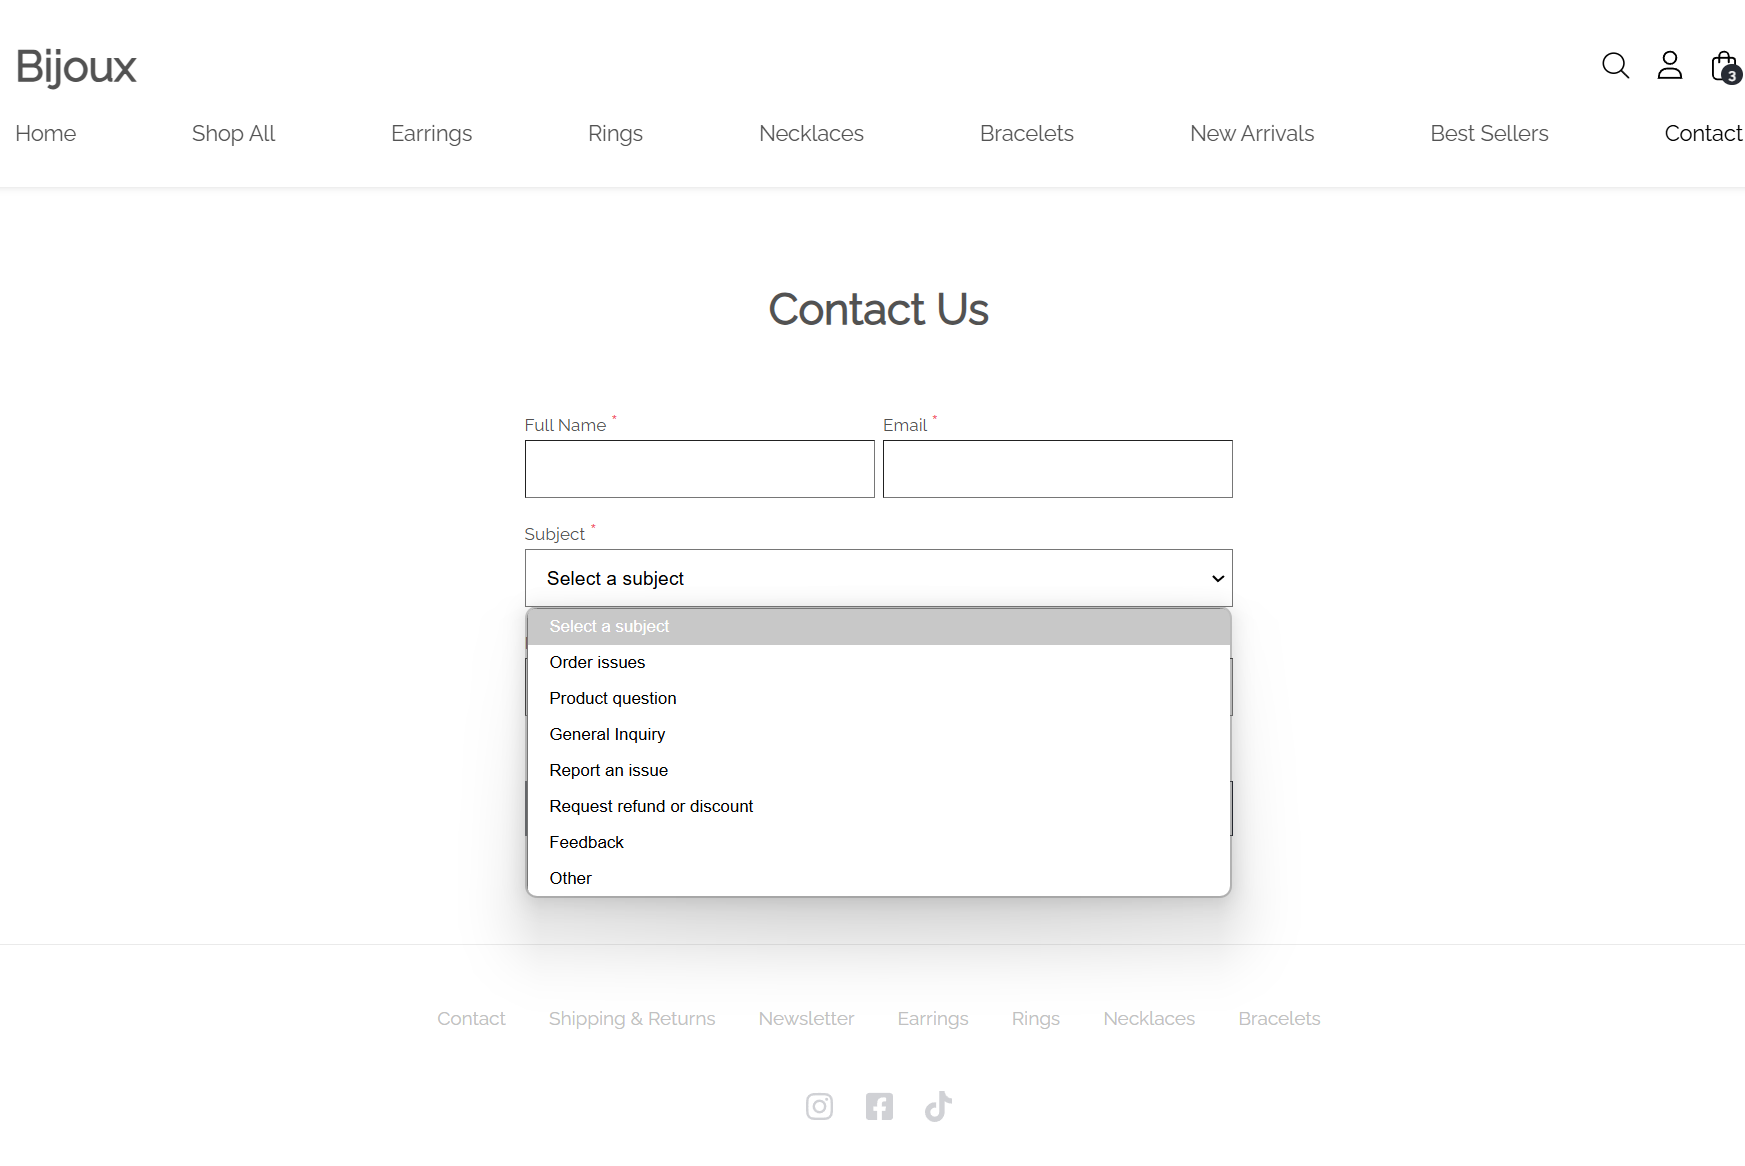 Bijoux
3
Home Shop All Earrings Rings Necklaces Bracelets New Arrivals Best Sellers Contact
Contact Us
Full Name * Email *
Subject *
Select a subject
Select a subject
Order issues
Product question
General Inquiry
Report an issue
Request refund or discount
Feedback
Other
Contact Shipping & Returns Newsletter Earrings Rings Necklaces Bracelets